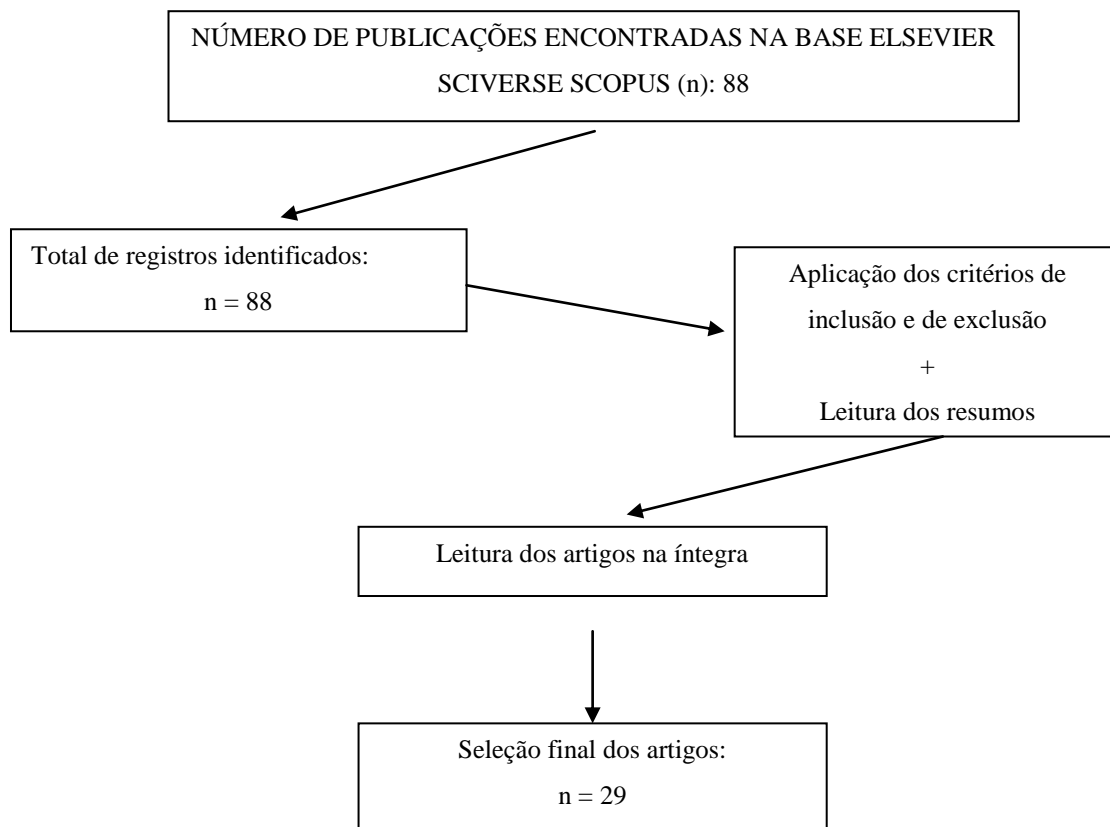 NÚMERO DE PUBLICAÇÕES ENCONTRADAS NA BASE ELSEVIER
SCIVERSE SCOPUS (n): 88
Total de registros identificados:
n = 88
Aplicação dos critérios de
inclusão e de exclusão
+
Leitura dos resumos
Leitura dos artigos na íntegra
Seleção final dos artigos:
n = 29